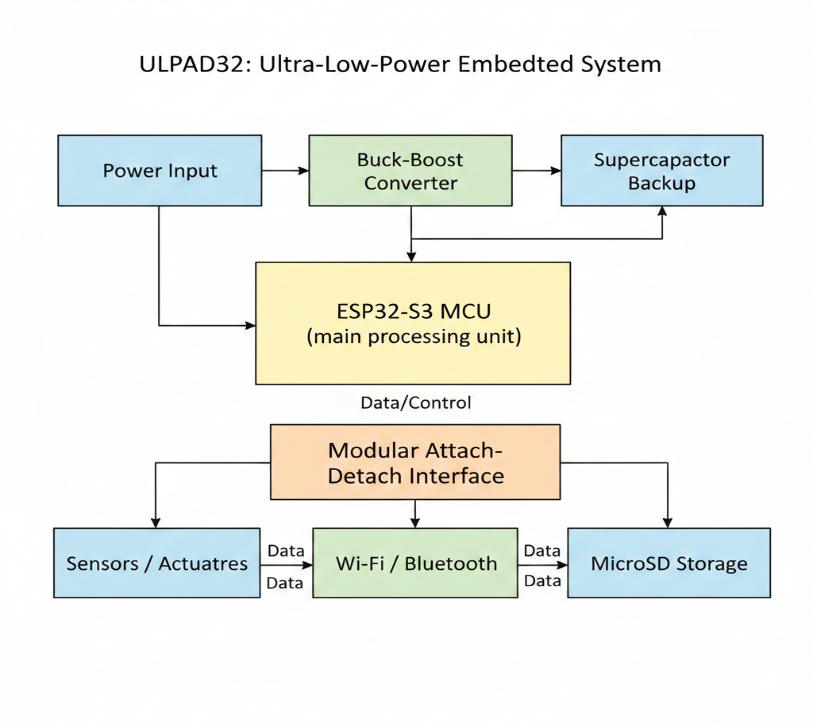 ULPAD32: Ultra-Low-Power Embedted System
Power Input
Buck-Boost
Converter
Supercapactor
Backup
ESP32-S3 MCU
(main processing unit)
Data/Control
Modular Attach-
Detach Interface
Sensors / Actuatres
Data
Data
Wi-Fi / Bluetooth
Data
Data
MicroSD Storage